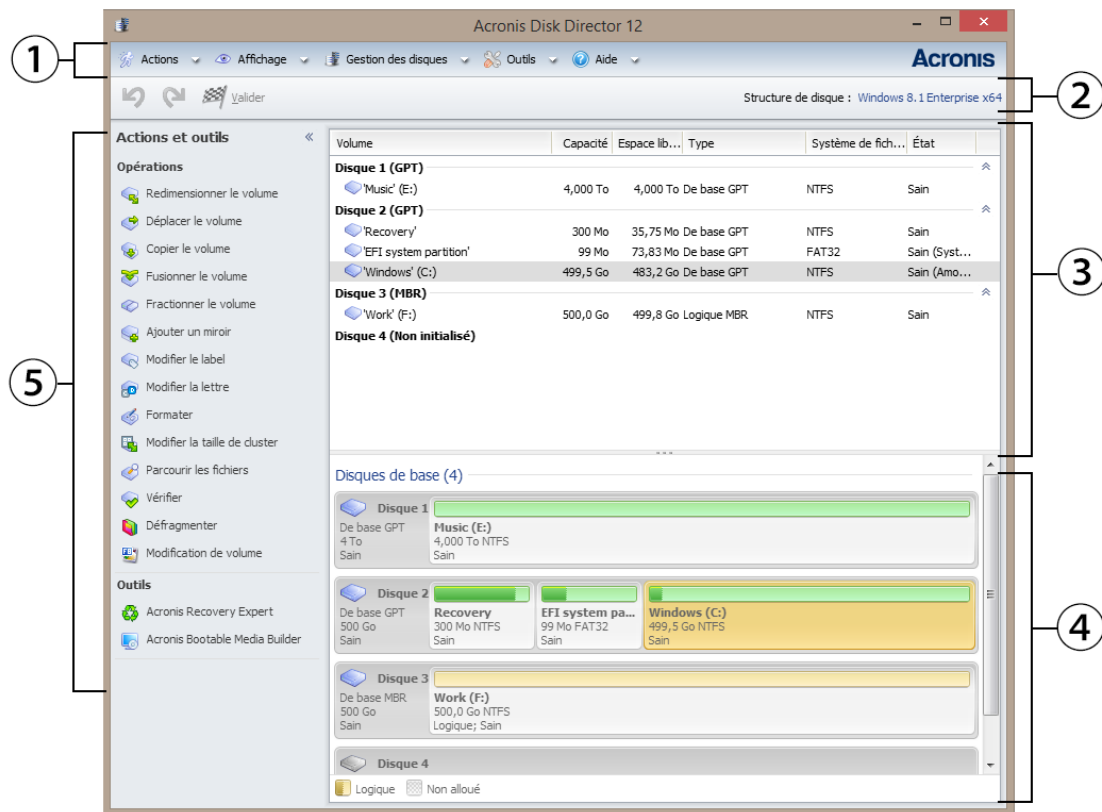 Acronis Disk Director 12
1
Actions Affichage Gestion des disques Outils Aide Acronis
2
Valider Structure de disque : Windows 8.1 Enterprise x64
5
Actions et outils «
Opérations
Redimensionner le volume
Déplacer le volume
Copier le volume
Fusionner le volume
Fractionner le volume
Ajouter un miroir
Modifier le label
Modifier la lettre
Formater
Modifier la taille de cluster
Parcourir les fichiers
Vérifier
Défragmenter
Modification de volume
Outils
Acronis Recovery Expert
Acronis Bootable Media Builder
3
Volume Capacité Espace lib... Type Système de fich... État
Disque 1 (GPT)
'Music' (E:) 4,000 To 4,000 To De base GPT NTFS Sain
Disque 2 (GPT)
'Recovery' 300 Mo 35,75 Mo De base GPT NTFS Sain
'EFI system partition' 99 Mo 73,83 Mo De base GPT FAT32 Sain (Syst...
'Windows' (C:) 499,5 Go 483,2 Go De base GPT NTFS Sain (Amo...
Disque 3 (MBR)
'Work' (F:) 500,0 Go 499,8 Go Logique MBR NTFS Sain
Disque 4 (Non initialisé)
4
Disques de base (4)
Disque 1
De base GPT Music (E:)
4 To 4,000 To NTFS
Sain Sain
Disque 2
De base GPT Recovery EFI system pa... Windows (C:)
500 Go 300 Mo NTFS 99 Mo FAT32 499,5 Go NTFS
Sain Sain Sain Sain
Disque 3
De base MBR Work (F:)
500 Go 500,0 Go NTFS
Sain Logique; Sain
Disque 4
Logique Non alloué